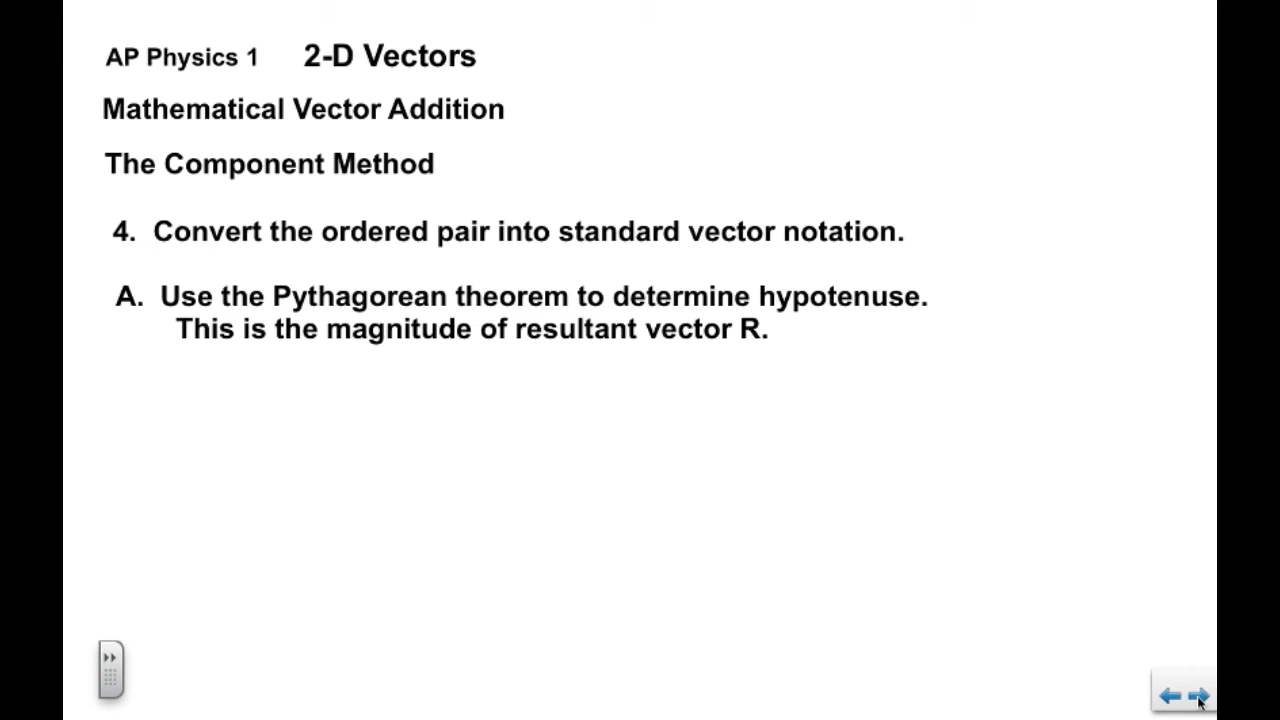 AP Physics 1 2-D Vectors
Mathematical Vector Addition
The Component Method
4. Convert the ordered pair into standard vector notation.
A. Use the Pythagorean theorem to determine hypotenuse.
This is the magnitude of resultant vector R.